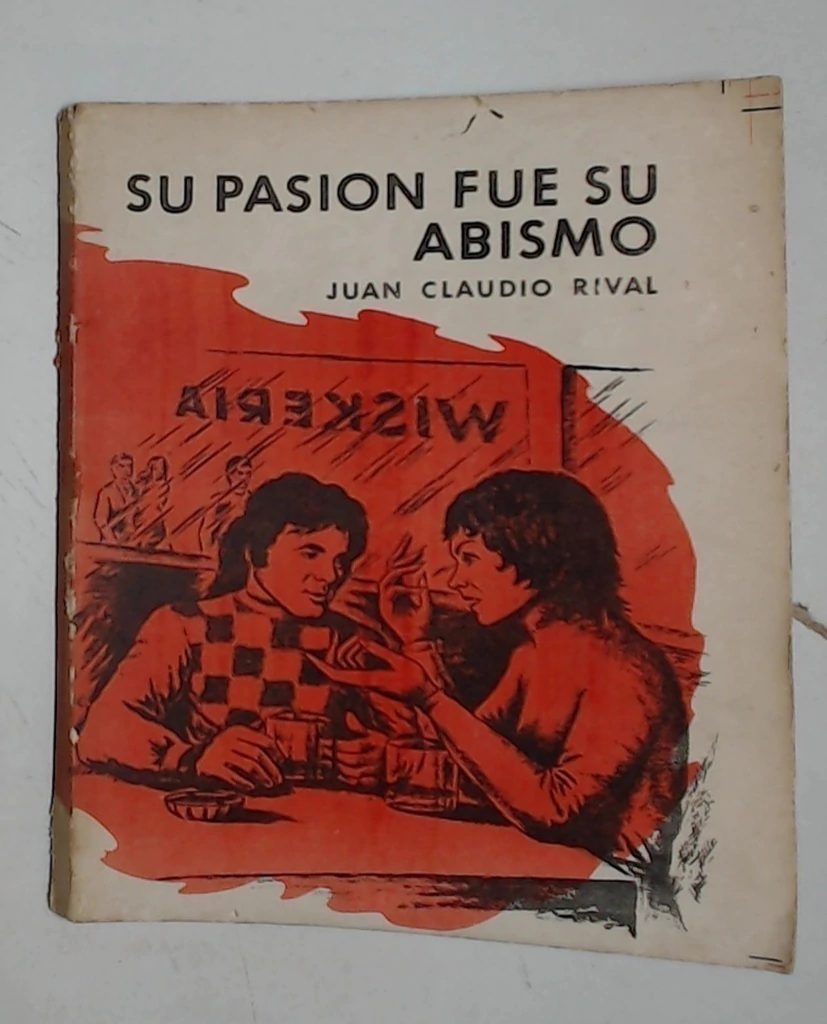 SU PASION FUE SU
ABISMO
JUAN CLAUDIO RIVAL
WISKERIA